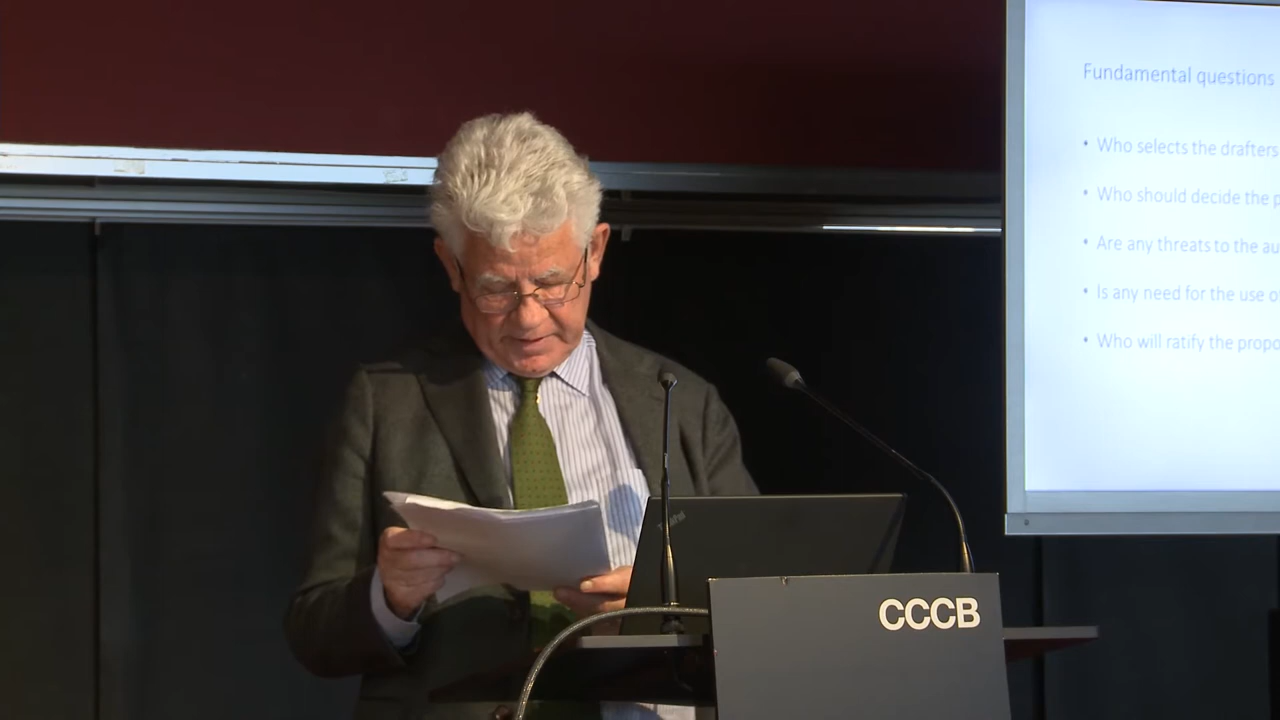 Fundamental questions
• Who selects the drafters
• Who should decide the p
• Are any threats to the au
• Is any need for the use o
• Who will ratify the propo
ThinkPad
CCCB